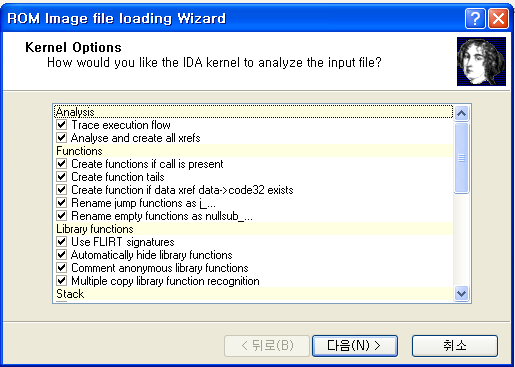 ROM Image file loading Wizard
Kernel Options
How would you like the IDA kernel to analyze the input file?
Analysis
Trace execution flow
Analyse and create all xrefs
Functions
Create functions if call is present
Create function tails
Create function if data xref data->code32 exists
Rename jump functions as j_...
Rename empty functions as nullsub_...
Library functions
Use FLIRT signatures
Automatically hide library functions
Comment anonymous library functions
Multiple copy library function recognition
Stack
< 뒤로(B)
다음(N) >
취소